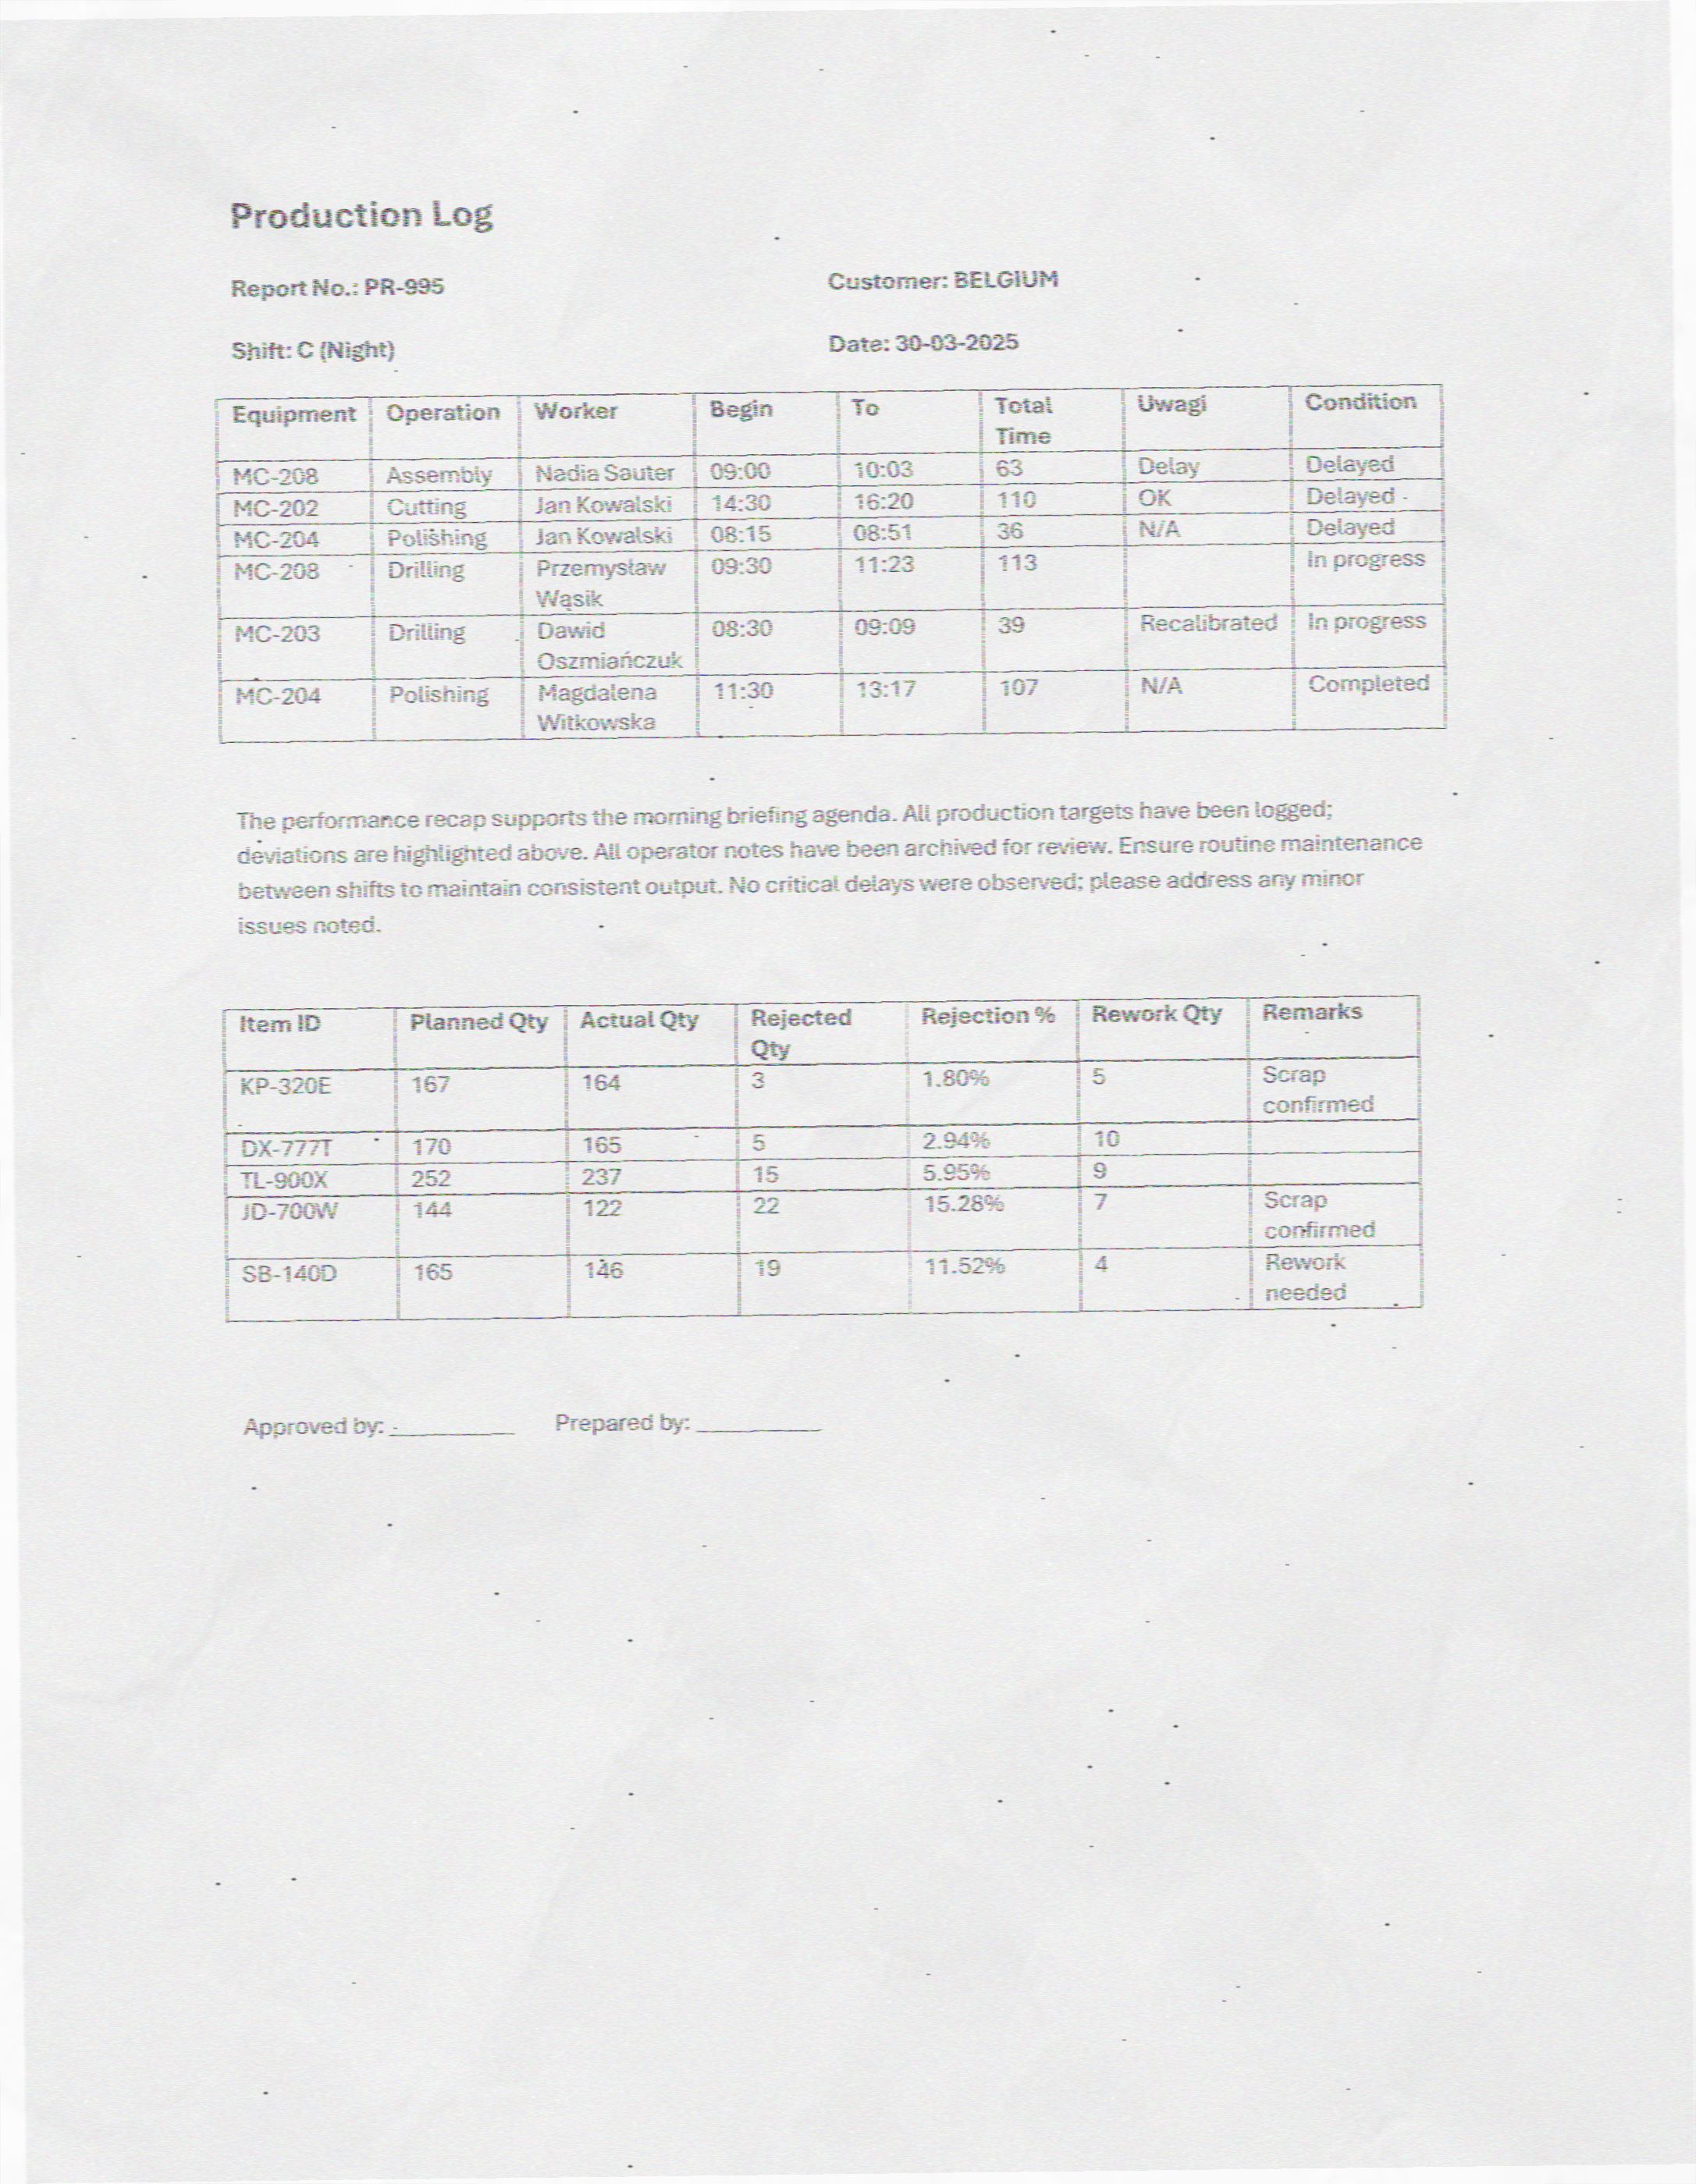 Production Log
Report No.: PR-995
Customer: BELGIUM
Shift: C (Night)
Date: 30-03-2025
Equipment Operation Worker Begin To Total Time Uwagi Condition
MC-208 Assembly Nadia Sauter 09:00 10:03 63 Delay Delayed
MC-202 Cutting Jan Kowalski 14:30 16:20 110 OK Delayed
MC-204 Polishing Jan Kowalski 08:15 08:51 36 N/A Delayed
MC-208 Drilling Przemysław Wąsik 09:30 11:23 113 In progress
MC-203 Drilling Dawid Oszmiańczuk 08:30 09:09 39 Recalibrated In progress
MC-204 Polishing Magdalena Witkowska 11:30 13:17 107 N/A Completed
The performance recap supports the morning briefing agenda. All production targets have been logged;
deviations are highlighted above. All operator notes have been archived for review. Ensure routine maintenance
between shifts to maintain consistent output. No critical delays were observed; please address any minor
issues noted.
Item ID Planned Qty Actual Qty Rejected Qty Rejection % Rework Qty Remarks
KP-320E 167 164 3 1.80% 5 Scrap confirmed
DX-777T 170 165 5 2.94% 10
TL-900X 252 237 15 5.95% 9
JD-700W 144 122 22 15.28% 7 Scrap confirmed
SB-140D 165 146 19 11.52% 4 Rework needed
Approved by: __________ Prepared by: __________